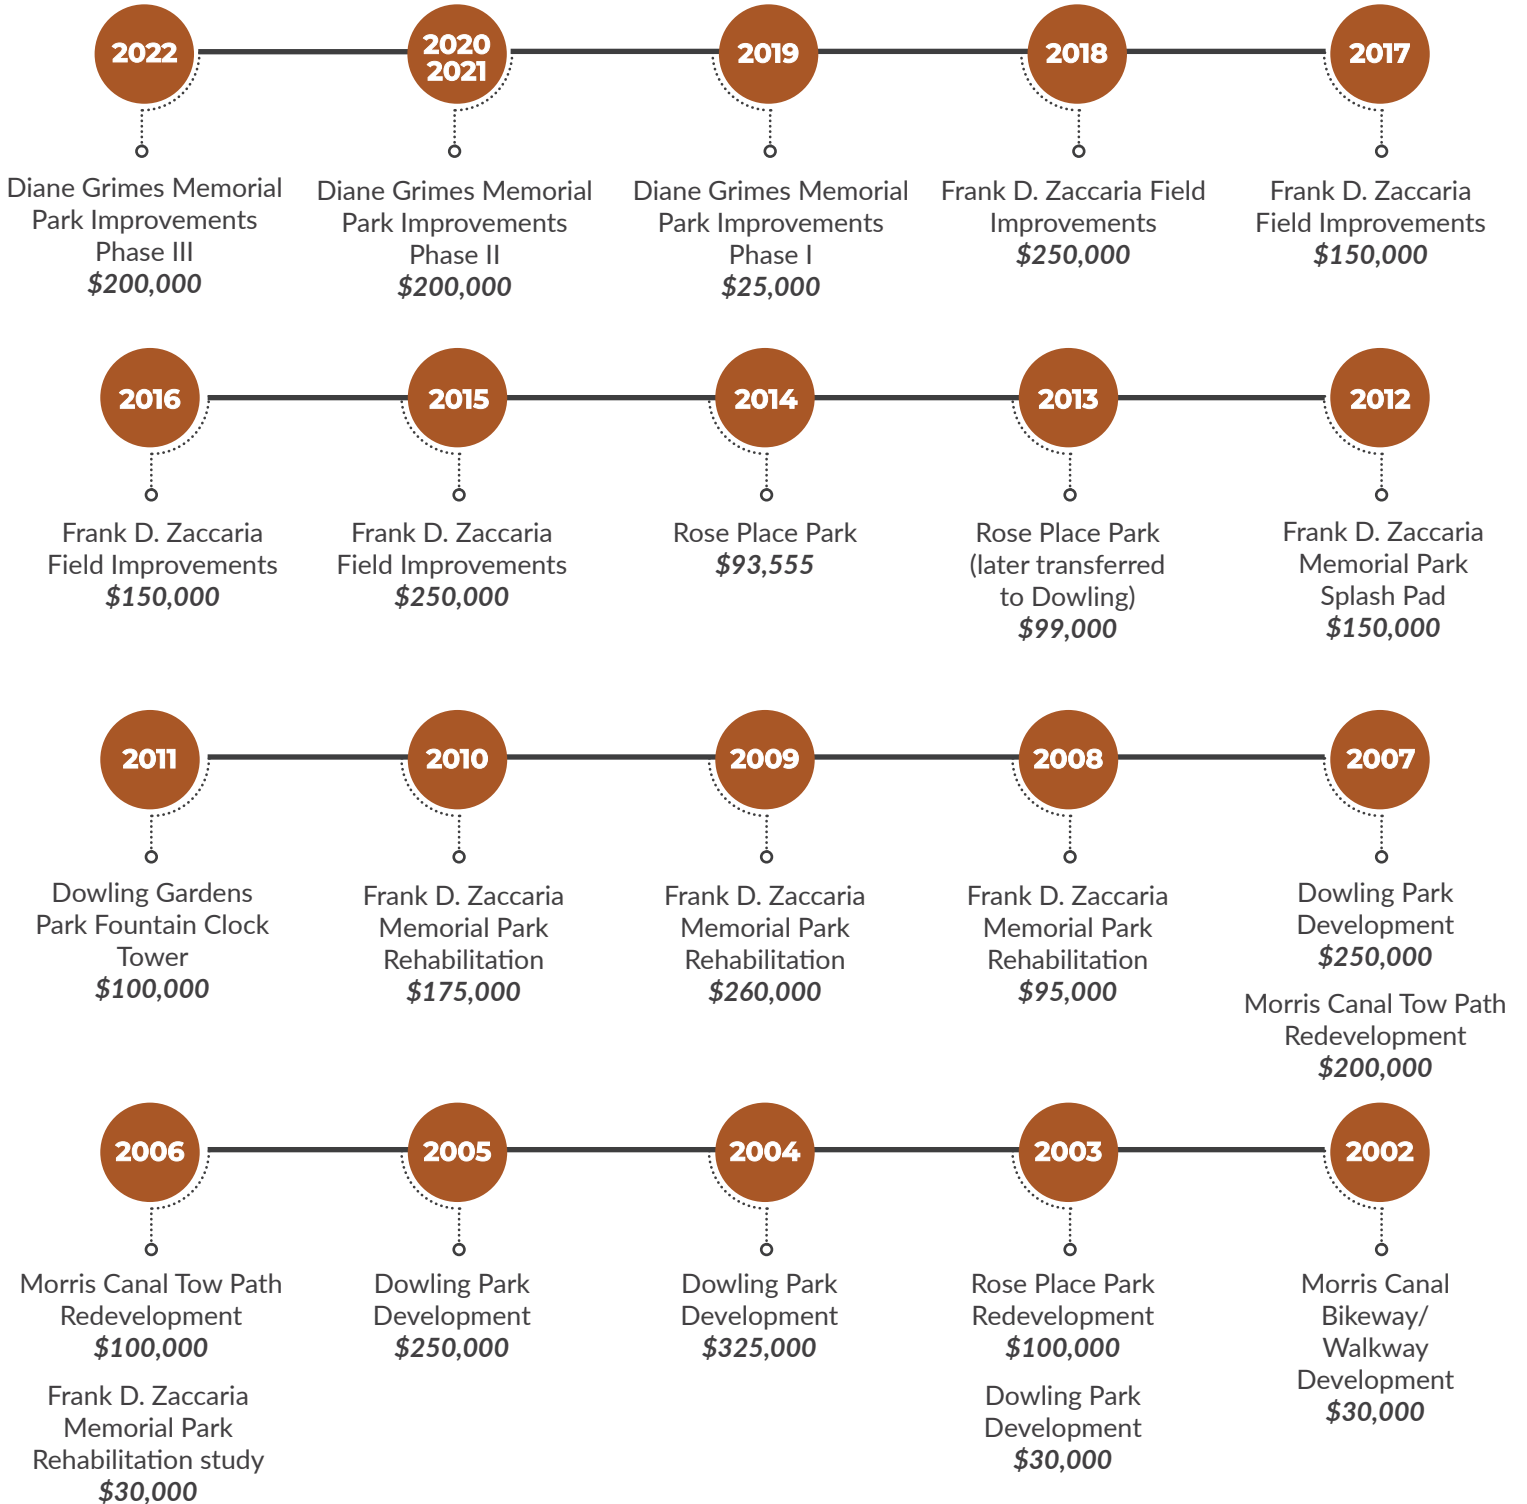 2022
Diane Grimes Memorial
Park Improvements
Phase III
$200,000
2020
2021
Diane Grimes Memorial
Park Improvements
Phase II
$200,000
2019
Diane Grimes Memorial
Park Improvements
Phase I
$25,000
2018
Frank D. Zaccaria Field
Improvements
$250,000
2017
Frank D. Zaccaria
Field Improvements
$150,000
2016
Frank D. Zaccaria
Field Improvements
$150,000
2015
Frank D. Zaccaria
Field Improvements
$250,000
2014
Rose Place Park
$93,555
2013
Rose Place Park
(later transferred
to Dowling)
$99,000
2012
Frank D. Zaccaria
Memorial Park
Splash Pad
$150,000
2011
Dowling Gardens
Park Fountain Clock
Tower
$100,000
2010
Frank D. Zaccaria
Memorial Park
Rehabilitation
$175,000
2009
Frank D. Zaccaria
Memorial Park
Rehabilitation
$260,000
2008
Frank D. Zaccaria
Memorial Park
Rehabilitation
$95,000
2007
Dowling Park
Development
$250,000
Morris Canal Tow Path
Redevelopment
$200,000
2006
Morris Canal Tow Path
Redevelopment
$100,000
Frank D. Zaccaria
Memorial Park
Rehabilitation study
$30,000
2005
Dowling Park
Development
$250,000
2004
Dowling Park
Development
$325,000
2003
Rose Place Park
Redevelopment
$100,000
Dowling Park
Development
$30,000
2002
Morris Canal
Bikeway/
Walkway
Development
$30,000